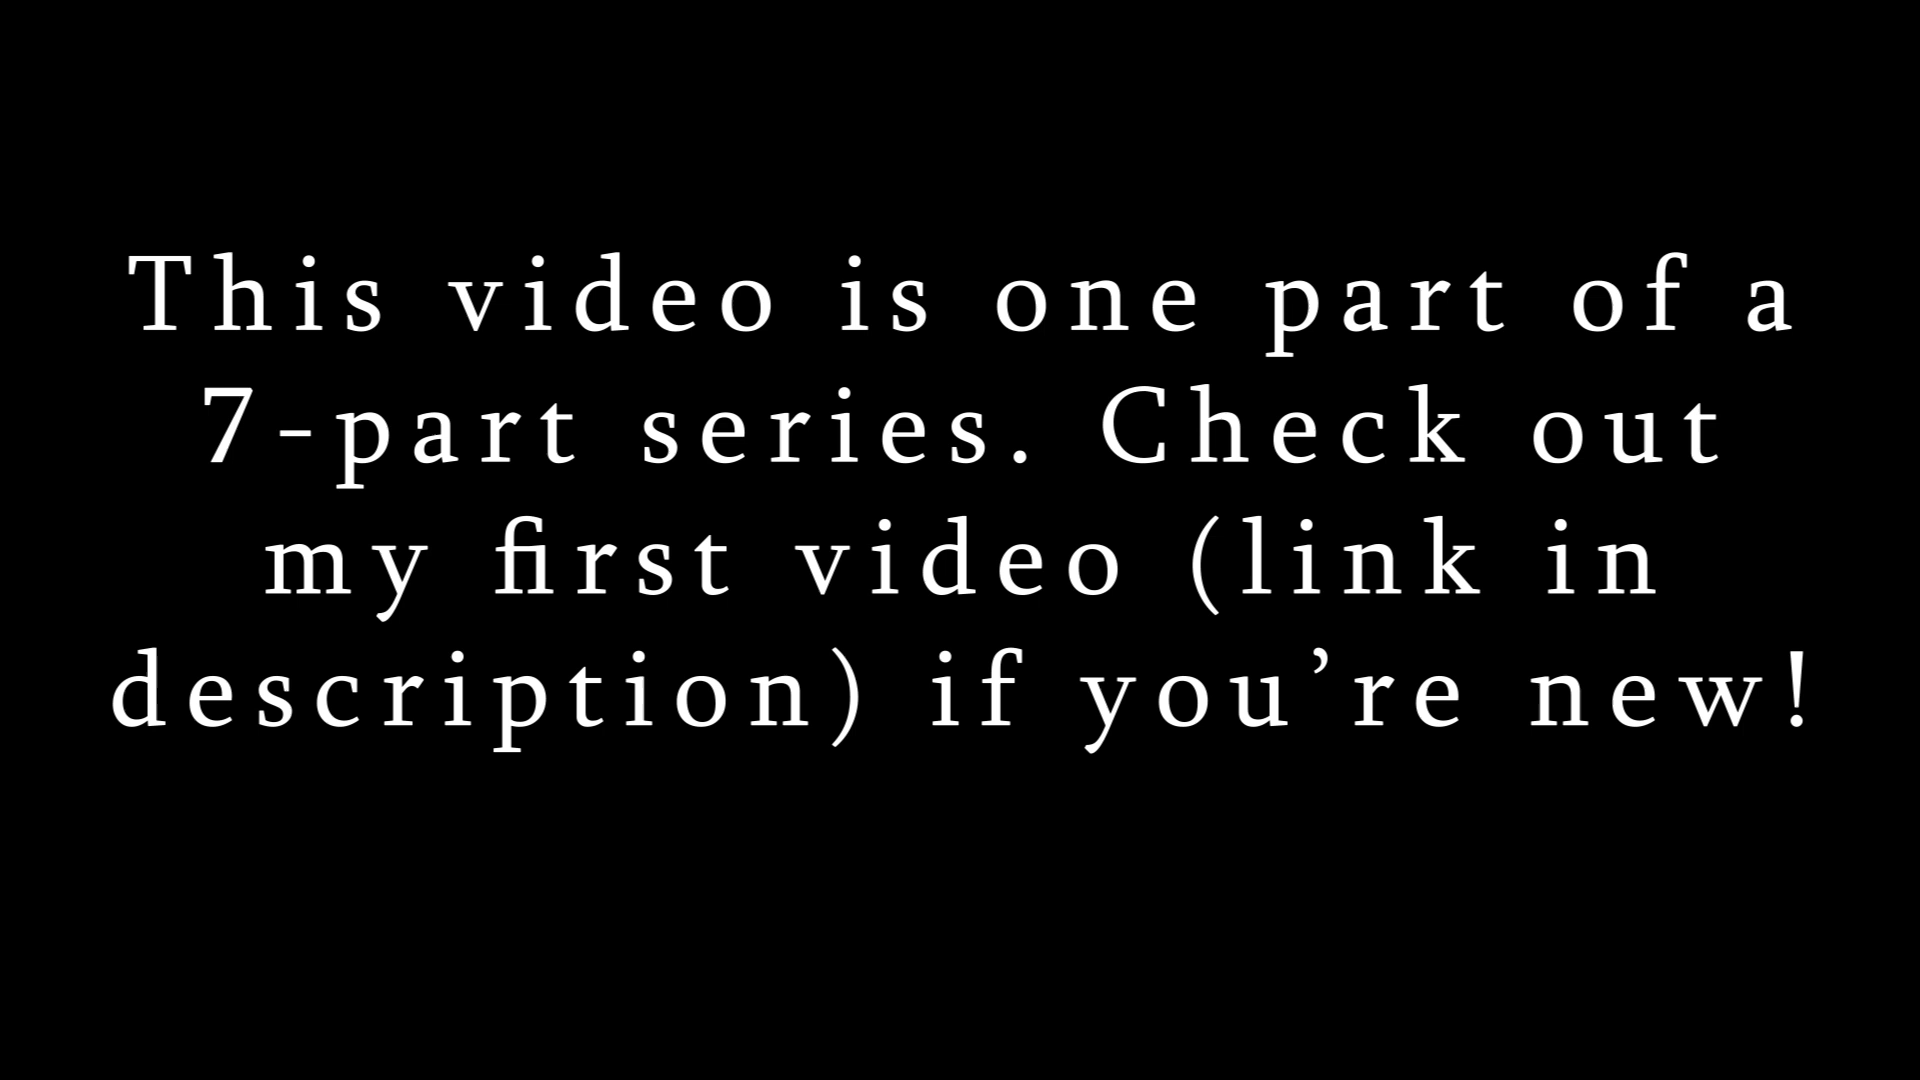 This video is one part of a
7-part series. Check out
my first video (link in
description) if you’re new!